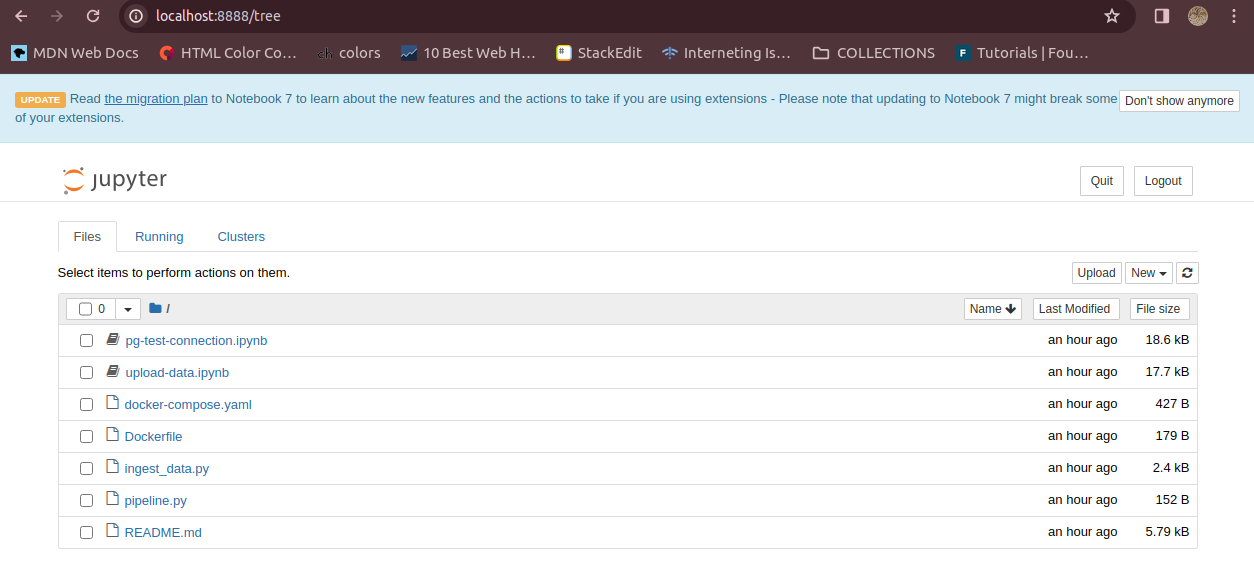 localhost:8888/tree
MDN Web Docs HTML Color Co… ch colors 10 Best Web H… StackEdit Interneting Is… COLLECTIONS F Tutorials | Fou…
UPDATE Read the migration plan to Notebook 7 to learn about the new features and the actions to take if you are using extensions - Please note that updating to Notebook 7 might break some of your extensions.
Don't show anymore
jupyter Quit Logout
Files Running Clusters
Select items to perform actions on them. Upload New
0 / Name Last Modified File size
pg-test-connection.ipynb an hour ago 18.6 kB
upload-data.ipynb an hour ago 17.7 kB
docker-compose.yaml an hour ago 427 B
Dockerfile an hour ago 179 B
ingest_data.py an hour ago 2.4 kB
pipeline.py an hour ago 152 B
README.md an hour ago 5.79 kB